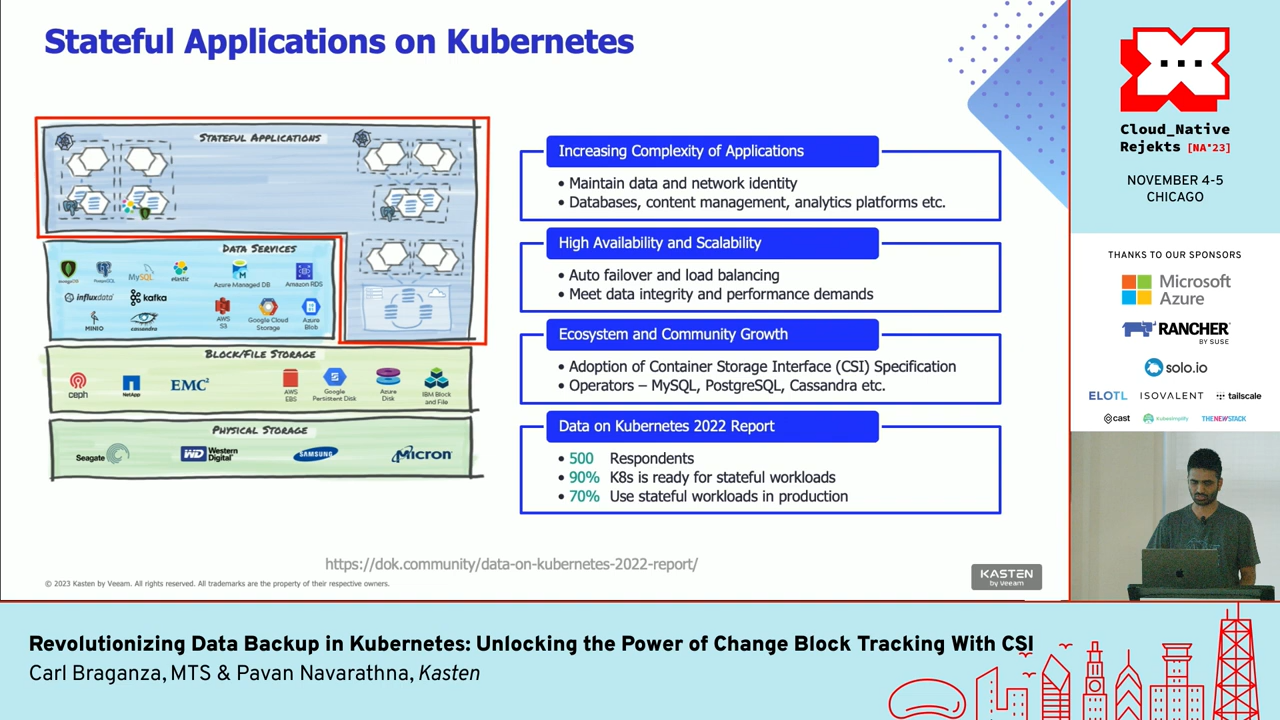 Stateful Applications on Kubernetes
STATEFUL APPLICATIONS
DATA SERVICES
mongoDB
PostgreSQL
MySQL
elastic
Azure Managed DB
Amazon RDS
influxdata
kafka
MINIO
cassandra
AWS S3
Google Cloud Storage
Azure Blob
BLOCK/FILE STORAGE
ceph
NetApp
EMC²
AWS EBS
Google Persistent Disk
Azure Disk
IBM Block and File
PHYSICAL STORAGE
Seagate
WD Western Digital
SAMSUNG
Micron
Increasing Complexity of Applications
• Maintain data and network identity
• Databases, content management, analytics platforms etc.
High Availability and Scalability
• Auto failover and load balancing
• Meet data integrity and performance demands
Ecosystem and Community Growth
• Adoption of Container Storage Interface (CSI) Specification
• Operators – MySQL, PostgreSQL, Cassandra etc.
Data on Kubernetes 2022 Report
• 500 Respondents
• 90% K8s is ready for stateful workloads
• 70% Use stateful workloads in production
https://dok.community/data-on-kubernetes-2022-report/
© 2023 Kasten by Veeam. All rights reserved. All trademarks are the property of their respective owners.
KASTEN
by Veeam
Cloud_Native
Rejekts [NA'23]
NOVEMBER 4-5
CHICAGO
THANKS TO OUR SPONSORS
Microsoft
Azure
RANCHER
BY SUSE
solo.io
ELOTL ISOVALENT tailscale
cast Kubesimplify THENEWSTACK
Revolutionizing Data Backup in Kubernetes: Unlocking the Power of Change Block Tracking With CSI
Carl Braganza, MTS & Pavan Navarathna, Kasten